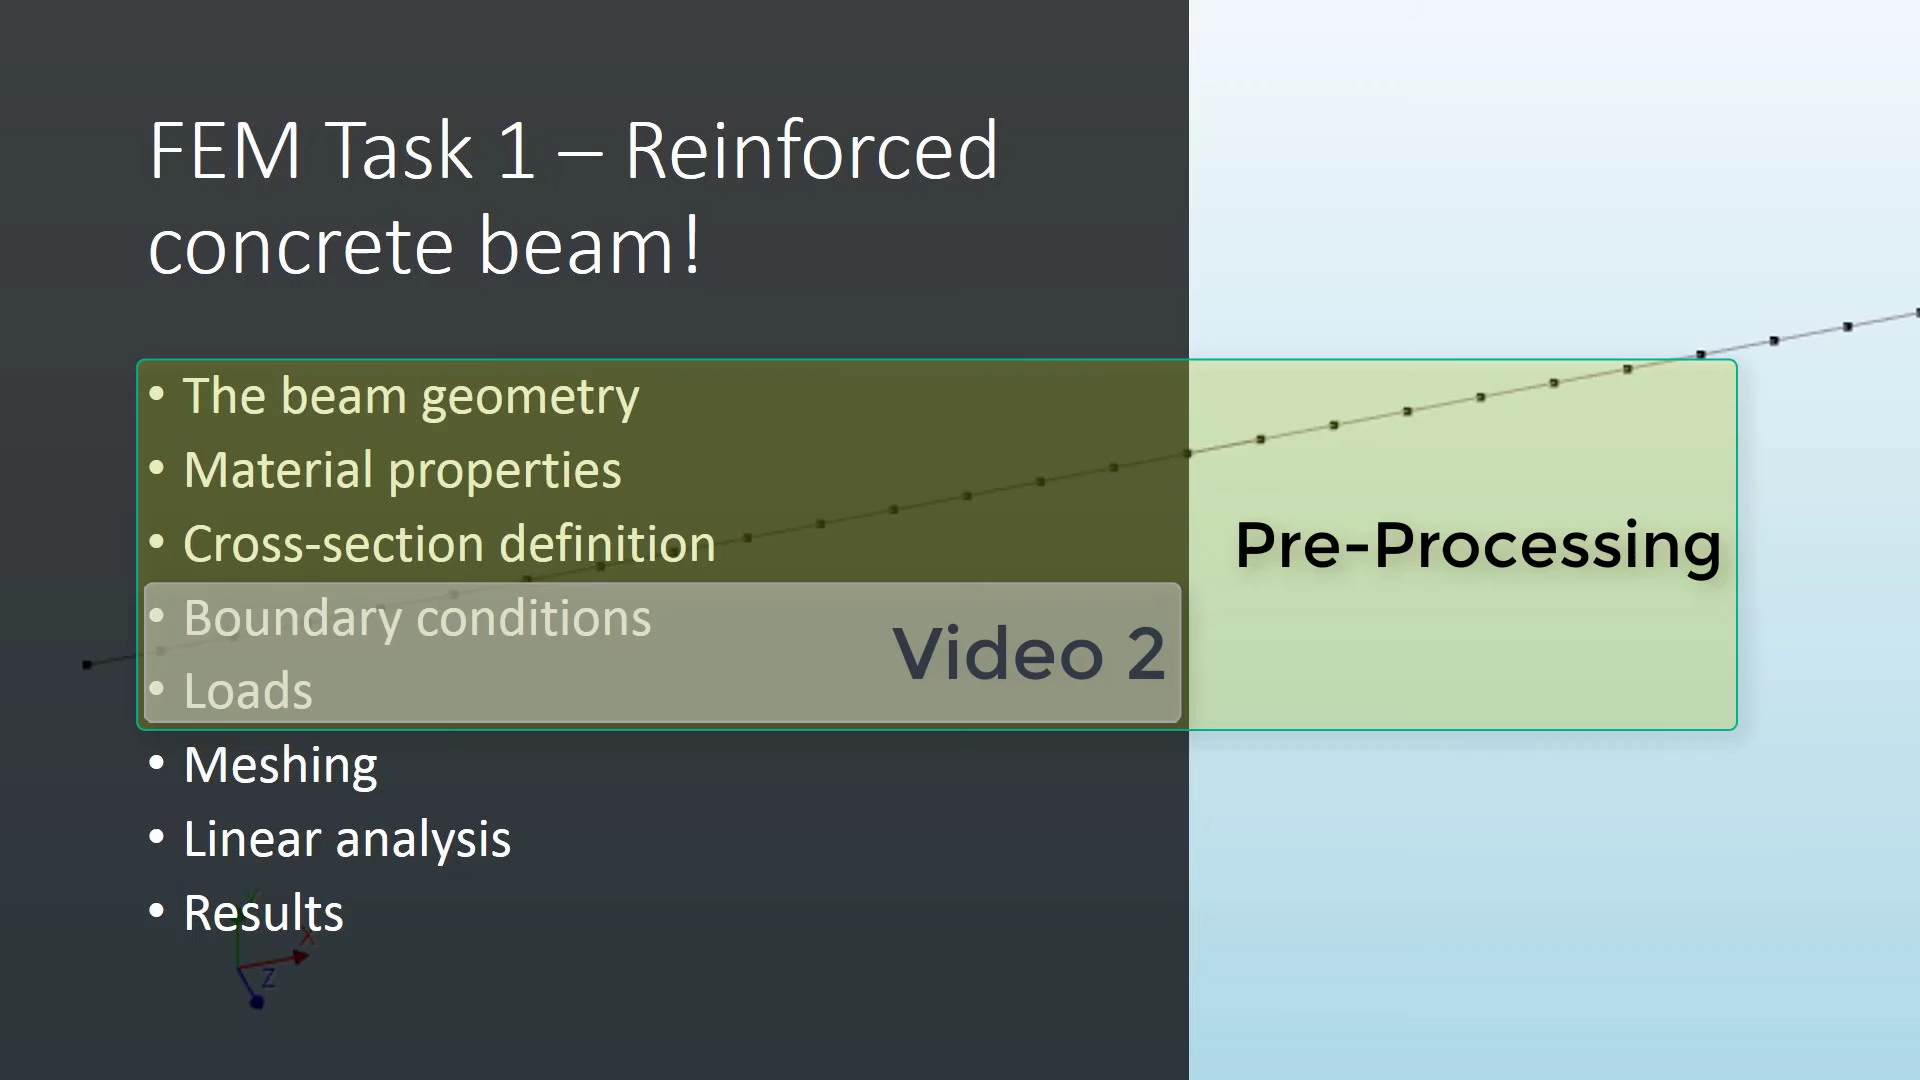 FEM Task 1 – Reinforced
concrete beam!
• The beam geometry
• Material properties
• Cross-section definition
• Boundary conditions
• Loads
• Meshing
• Linear analysis
• Results
Pre-Processing
Video 2
Y
X
Z